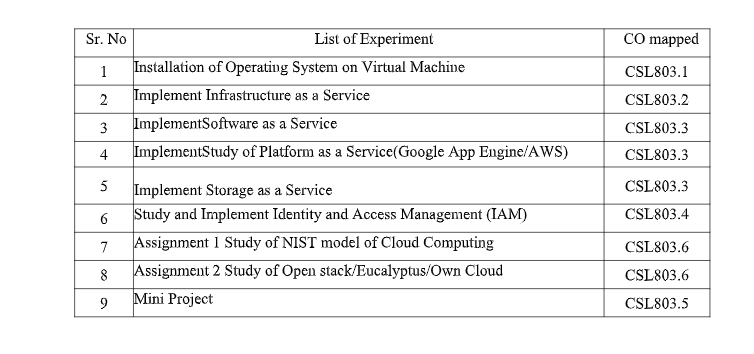 Sr. No List of Experiment CO mapped
1 Installation of Operating System on Virtual Machine CSL803.1
2 Implement Infrastructure as a Service CSL803.2
3 ImplementSoftware as a Service CSL803.3
4 ImplementStudy of Platform as a Service(Google App Engine/AWS) CSL803.3
5 Implement Storage as a Service CSL803.3
6 Study and Implement Identity and Access Management (IAM) CSL803.4
7 Assignment 1 Study of NIST model of Cloud Computing CSL803.6
8 Assignment 2 Study of Open stack/Eucalyptus/Own Cloud CSL803.6
9 Mini Project CSL803.5